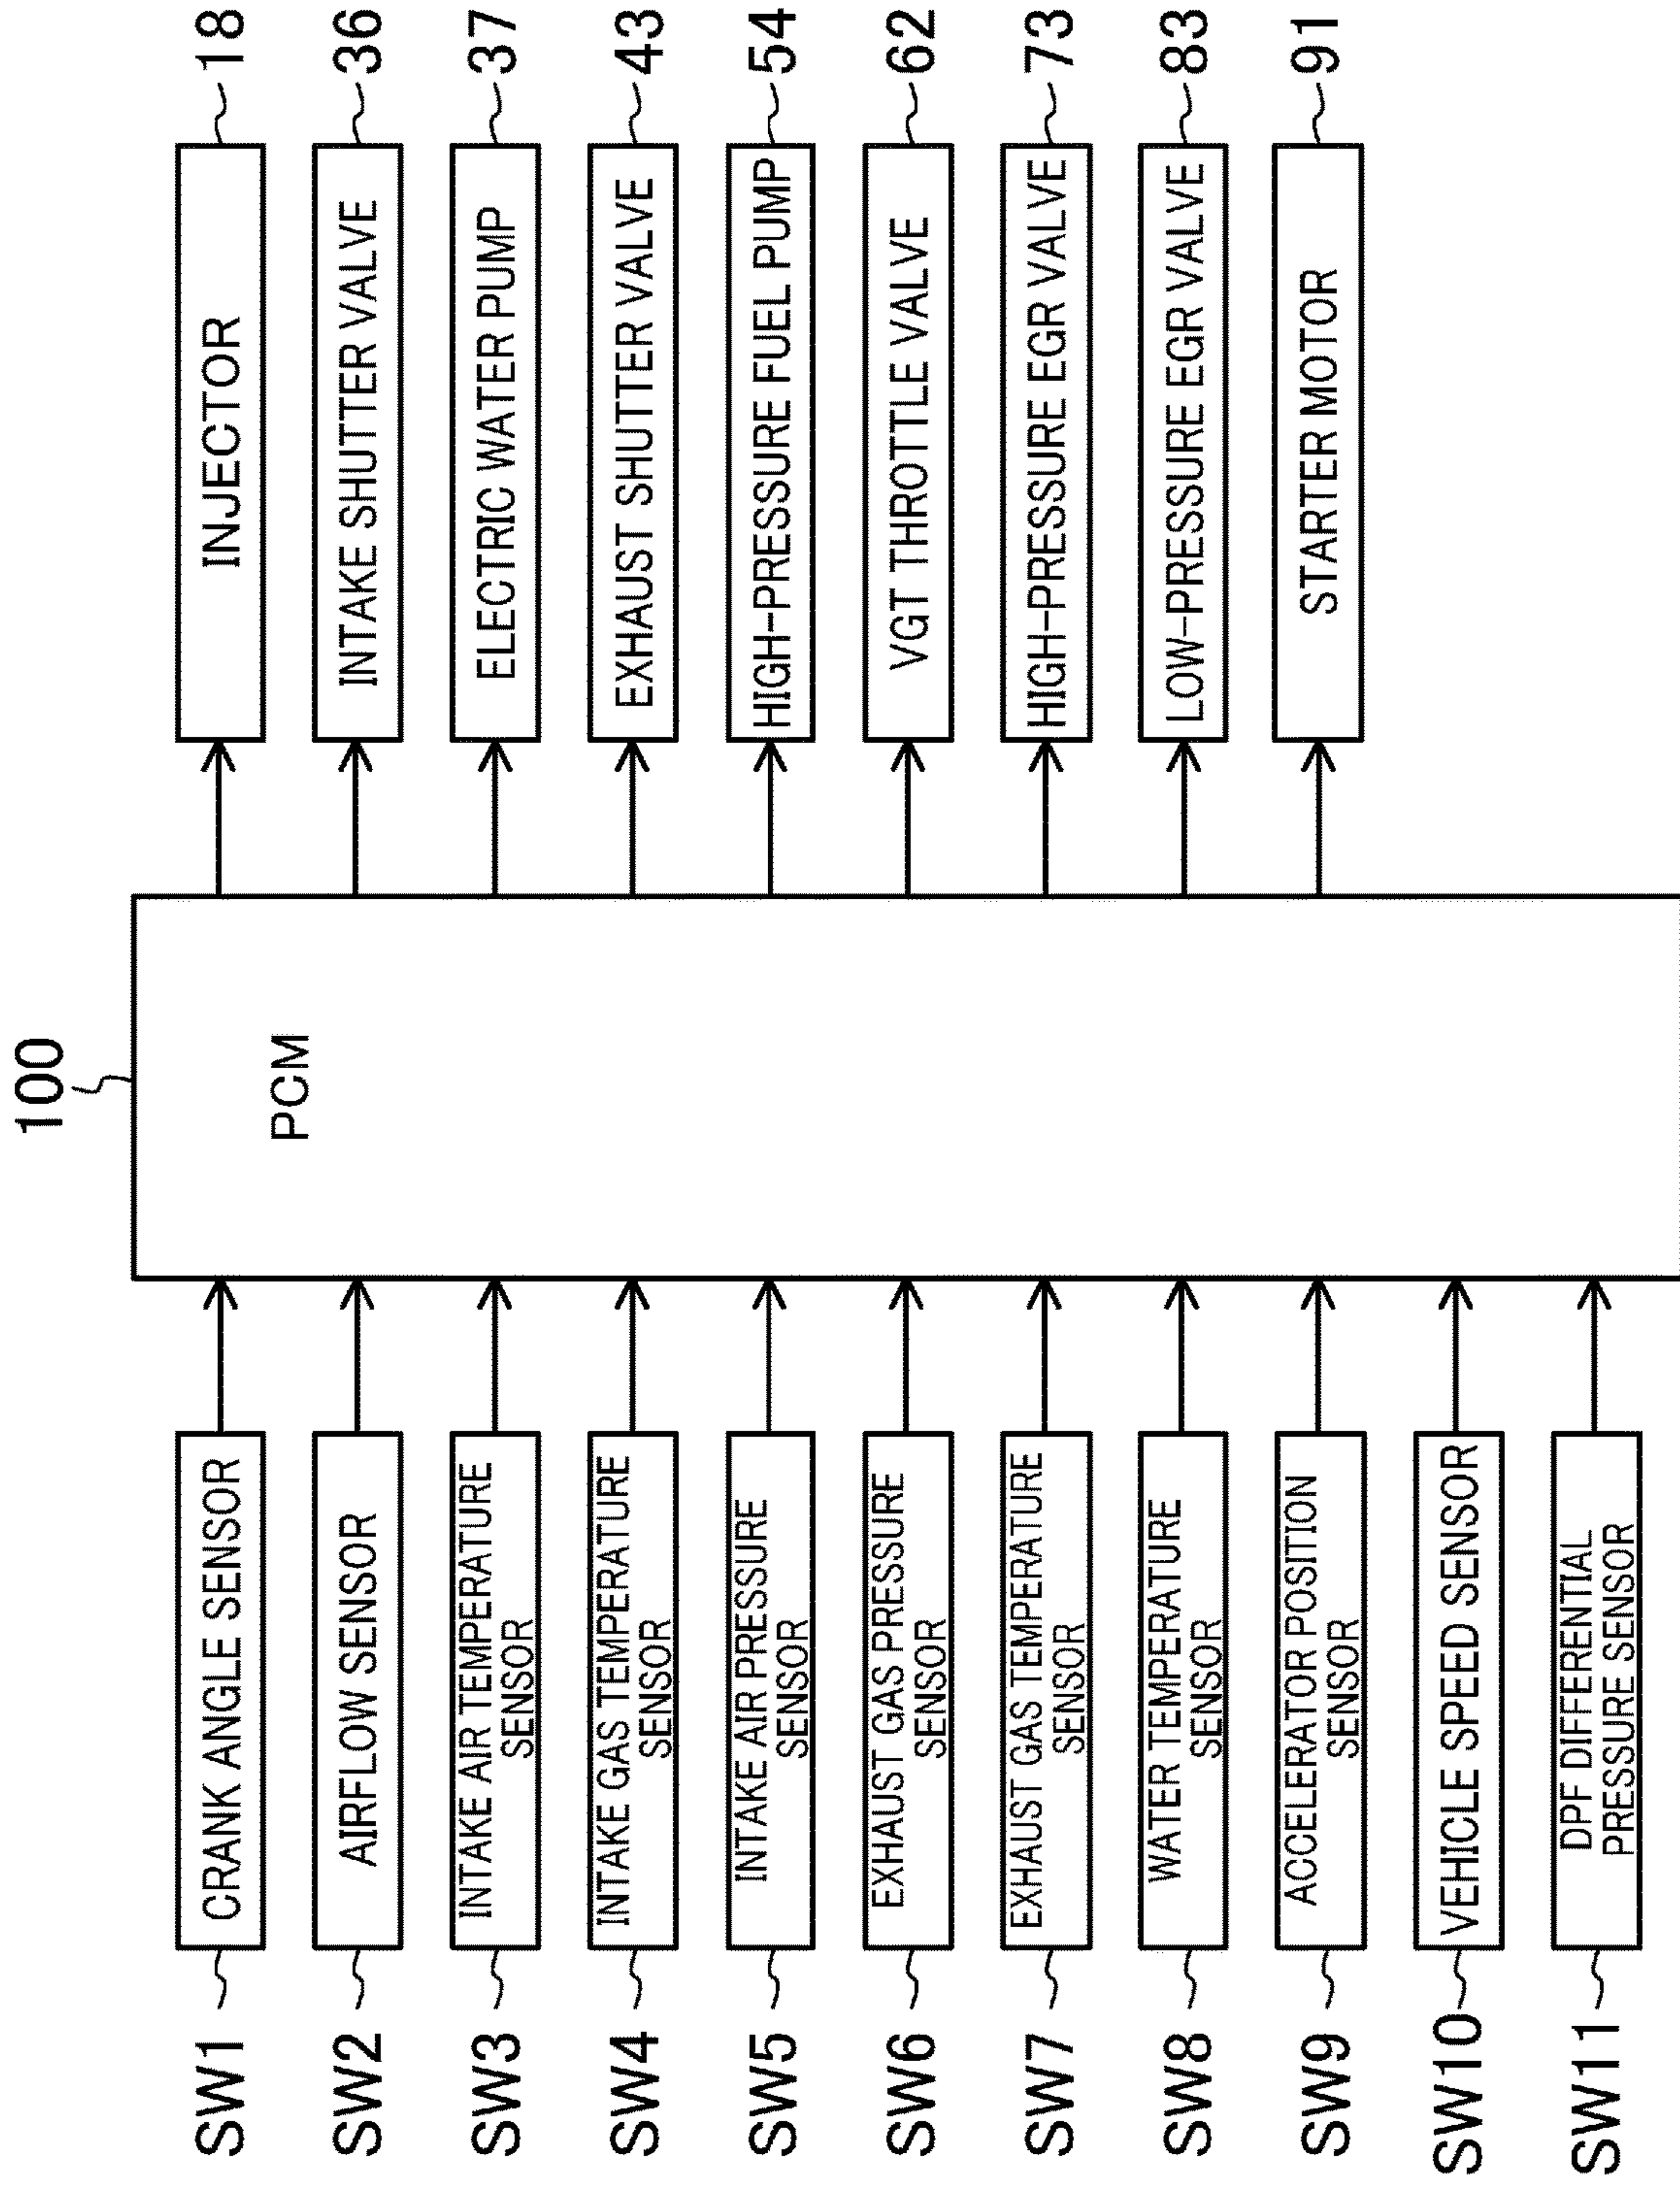 100
PCM
SW1
CRANK ANGLE SENSOR
SW2
AIRFLOW SENSOR
SW3
INTAKE AIR TEMPERATURE
SENSOR
SW4
INTAKE GAS TEMPERATURE
SENSOR
SW5
INTAKE AIR PRESSURE
SENSOR
SW6
EXHAUST GAS PRESSURE
SENSOR
SW7
EXHAUST GAS TEMPERATURE
SENSOR
SW8
WATER TEMPERATURE
SENSOR
SW9
ACCELERATOR POSITION
SENSOR
SW10
VEHICLE SPEED SENSOR
SW11
DPF DIFFERENTIAL
PRESSURE SENSOR
INJECTOR
18
INTAKE SHUTTER VALVE
36
ELECTRIC WATER PUMP
37
EXHAUST SHUTTER VALVE
43
HIGH-PRESSURE FUEL PUMP
54
VGT THROTTLE VALVE
62
HIGH-PRESSURE EGR VALVE
73
LOW-PRESSURE EGR VALVE
83
STARTER MOTOR
91